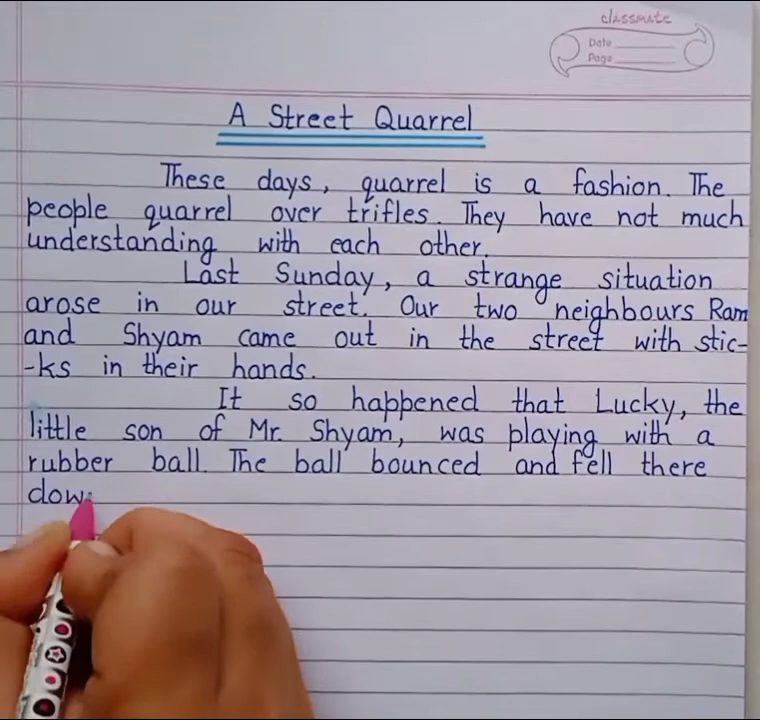 classmate
Date
Page
A Street Quarrel
These days, quarrel is a fashion. The
people quarrel over trifles. They have not much
understanding with each other.
Last Sunday, a strange situation
arose in our street. Our two neighbours Ram
and Shyam came out in the street with stic-
-ks in their hands.
It so happened that Lucky, the
little son of Mr. Shyam, was playing with a
rubber ball. The ball bounced and fell there
dow